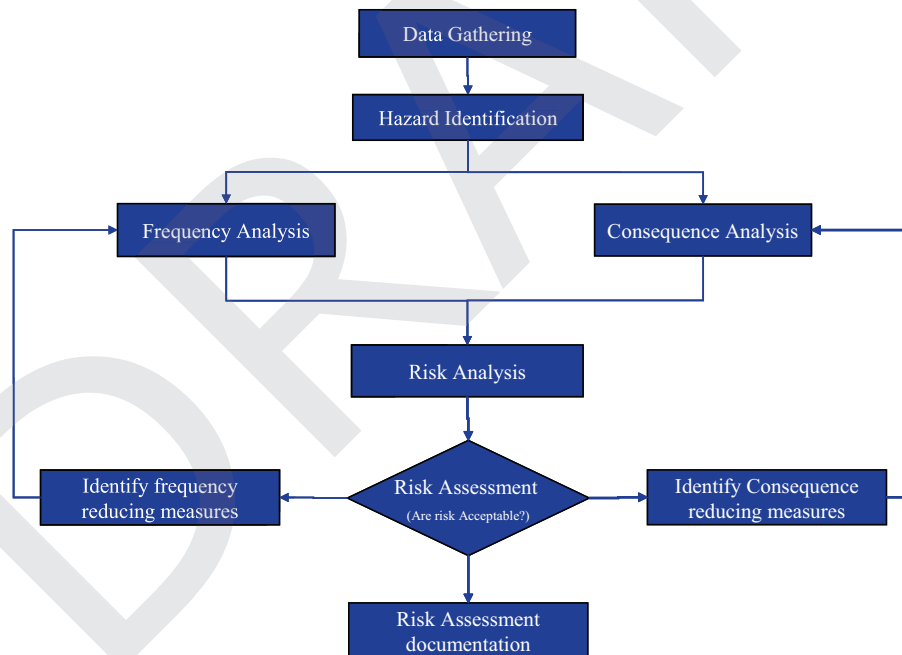 Data Gathering
Hazard Identification
Frequency Analysis
Consequence Analysis
Risk Analysis
Identify frequency
reducing measures
Risk Assessment
(Are risk Acceptable?)
Identify Consequence
reducing measures
Risk Assessment
documentation
DRA